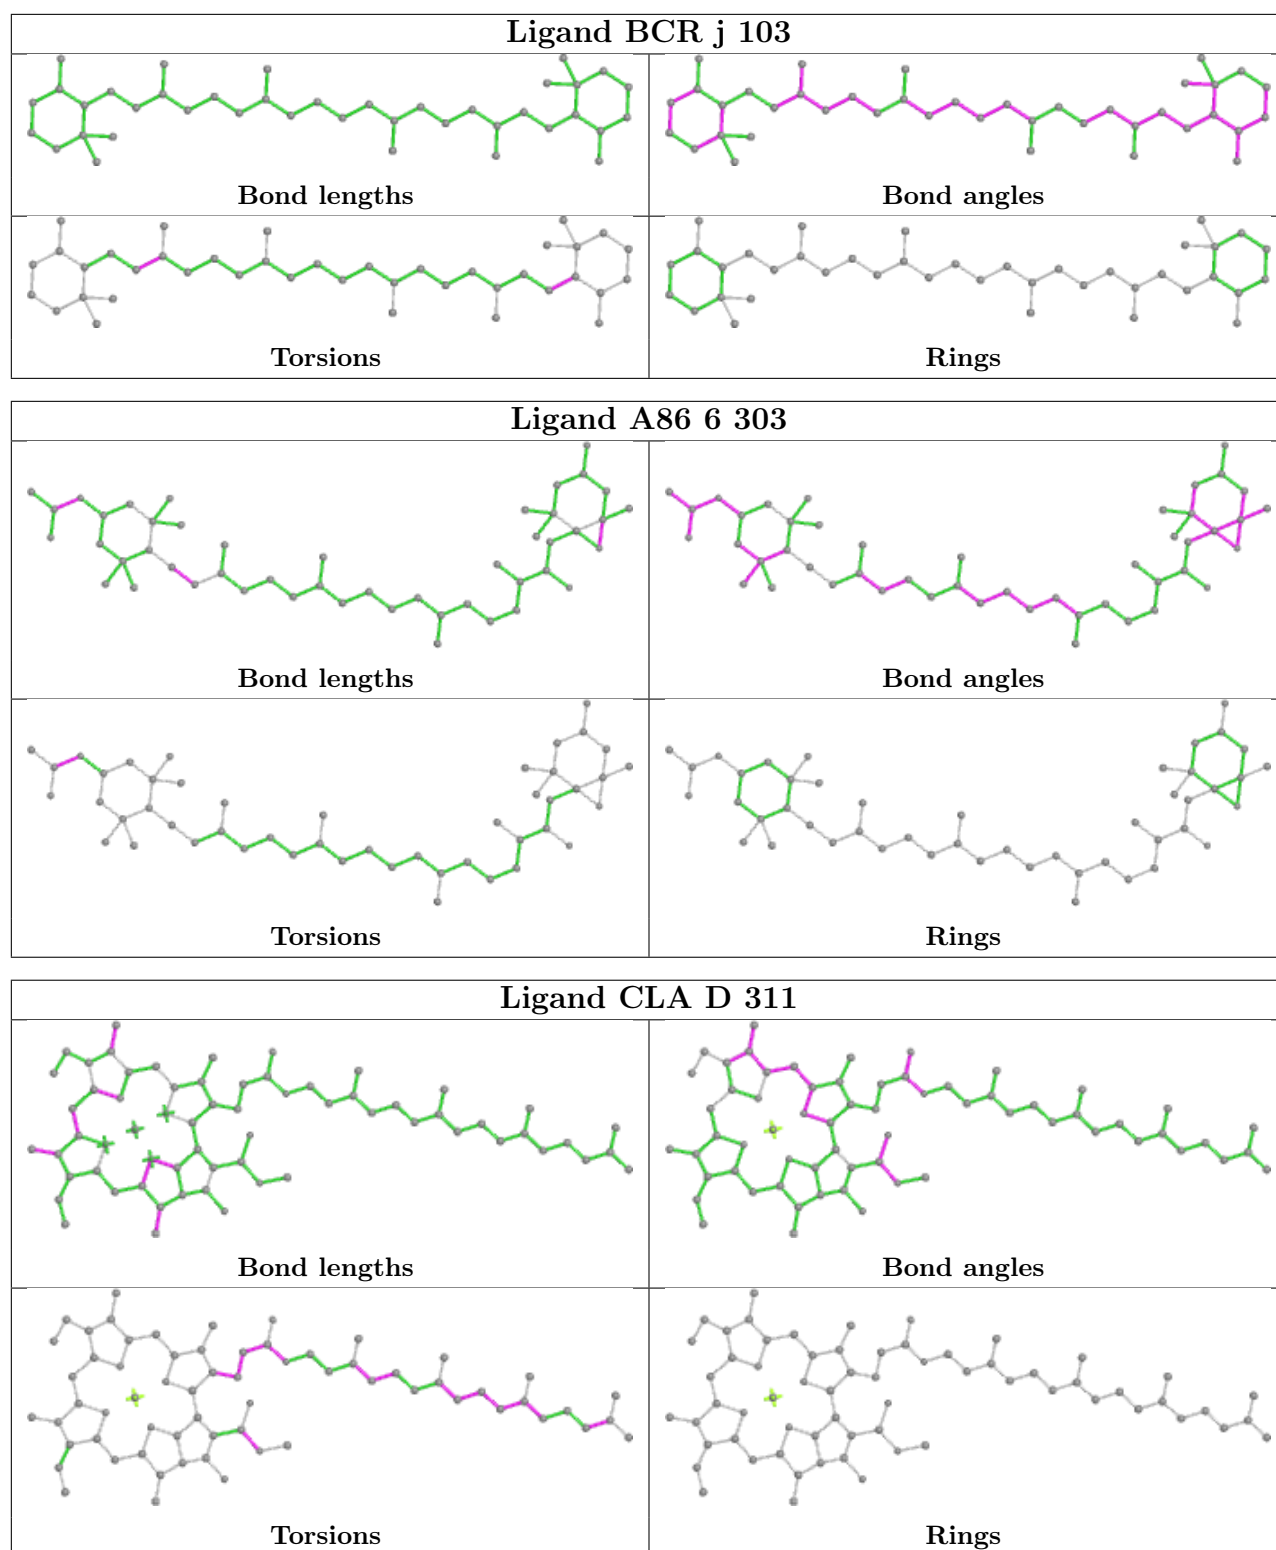 Ligand BCR j 103
Bond lengths
Bond angles
Torsions
Rings
Ligand A86 6 303
Bond lengths
Bond angles
Torsions
Rings
Ligand CLA D 311
Bond lengths
Bond angles
Torsions
Rings